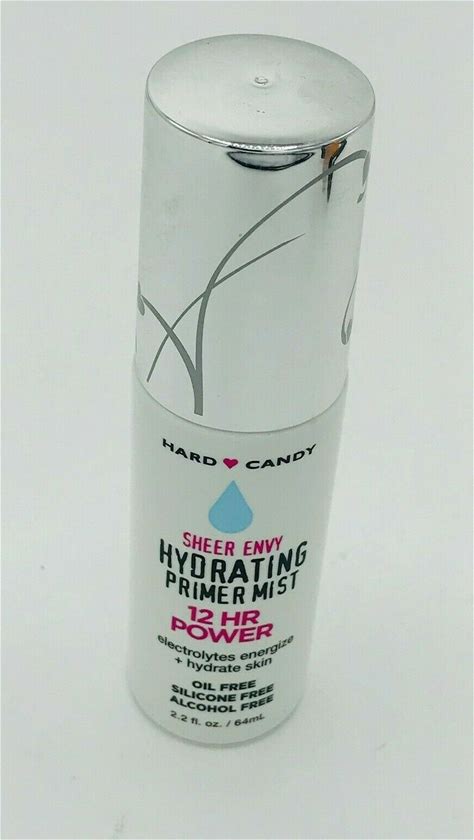 HARD ♥ CANDY
SHEER ENVY
HYDRATING
PRIMER MIST
12 HR
POWER
electrolytes energize
+ hydrate skin
OIL FREE
SILICONE FREE
ALCOHOL FREE
2.2 fl. oz. / 64mL